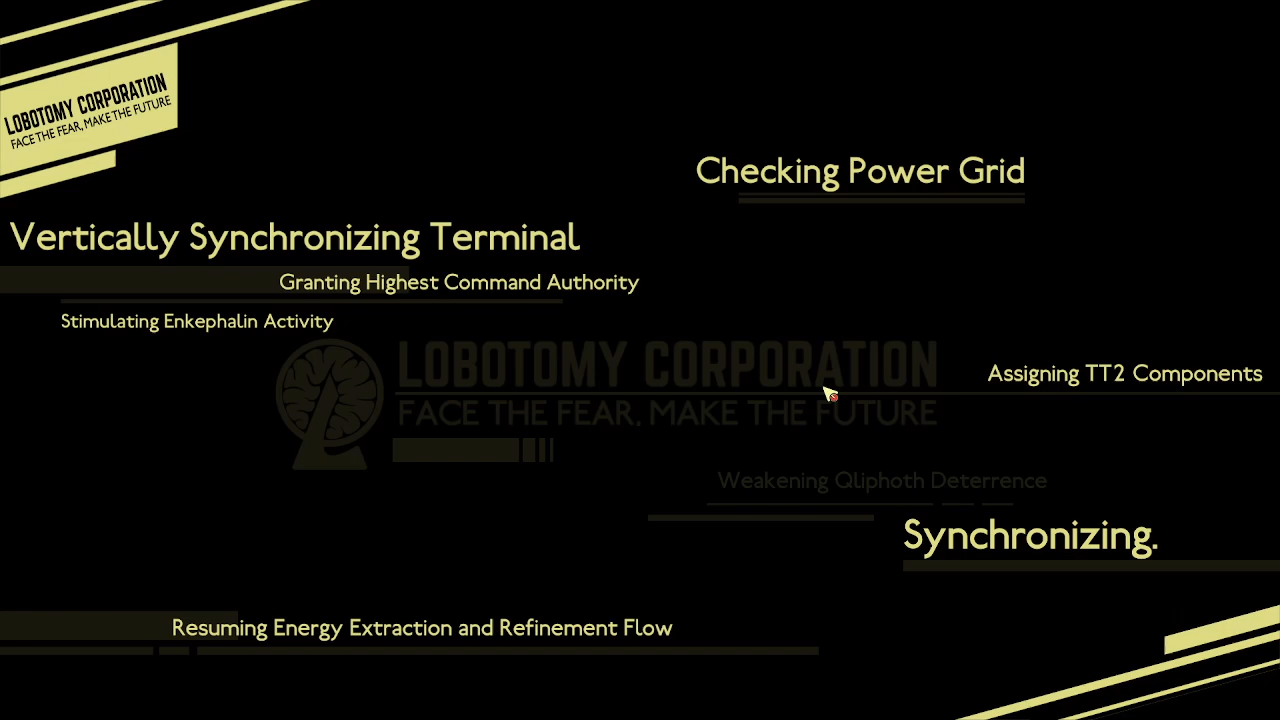 LOBOTOMY CORPORATION
FACE THE FEAR, MAKE THE FUTURE
Checking Power Grid
Vertically Synchronizing Terminal
Granting Highest Command Authority
Stimulating Enkephalin Activity
LOBOTOMY CORPORATION
FACE THE FEAR, MAKE THE FUTURE
Assigning TT2 Components
Weakening Qliphoth Deterrence
Synchronizing.
Resuming Energy Extraction and Refinement Flow